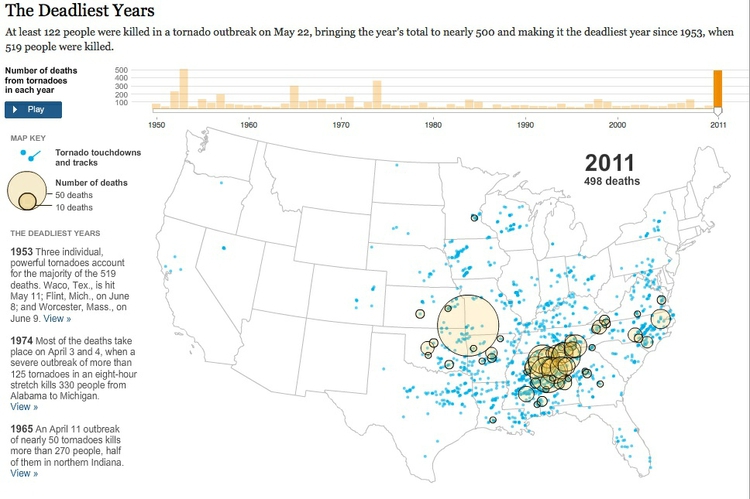 The Deadliest Years
At least 122 people were killed in a tornado outbreak on May 22, bringing the year's total to nearly 500 and making it the deadliest year since 1953, when
519 people were killed.
Number of deaths
from tornadoes
in each year
Play
500
400
300
200
100
1950
1960
1970
1980
1990
2000
2011
MAP KEY
Tornado touchdowns
and tracks
Number of deaths
50 deaths
10 deaths
2011
498 deaths
THE DEADLIEST YEARS
1953 Three individual,
powerful tornadoes account
for the majority of the 519
deaths. Waco, Tex., is hit
May 11; Flint, Mich., on June
8; and Worcester, Mass., on
June 9. View »
1974 Most of the deaths take
place on April 3 and 4, when a
severe outbreak of more than
125 tornadoes in an eight-hour
stretch kills 330 people from
Alabama to Michigan.
View »
1965 An April 11 outbreak
of nearly 50 tornadoes kills
more than 270 people, half
of them in northern Indiana.
View »